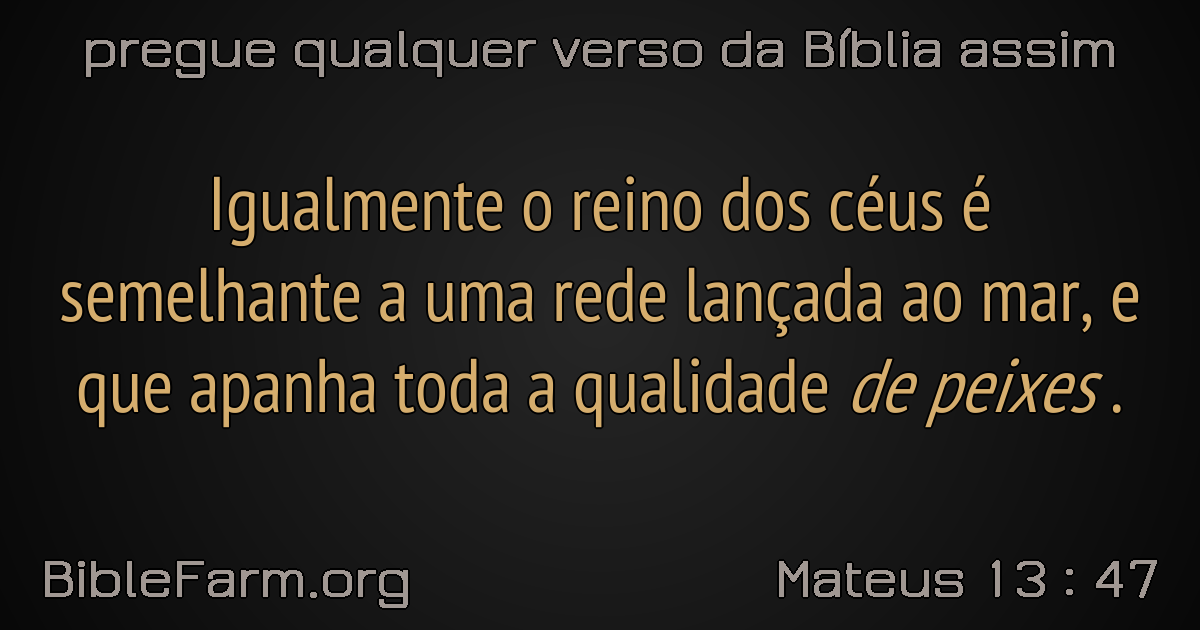 pregue qualquer verso da Bíblia assim
Igualmente o reino dos céus é
semelhante a uma rede lançada ao mar, e
que apanha toda a qualidade de peixes .
BibleFarm.org
Mateus 13 : 47